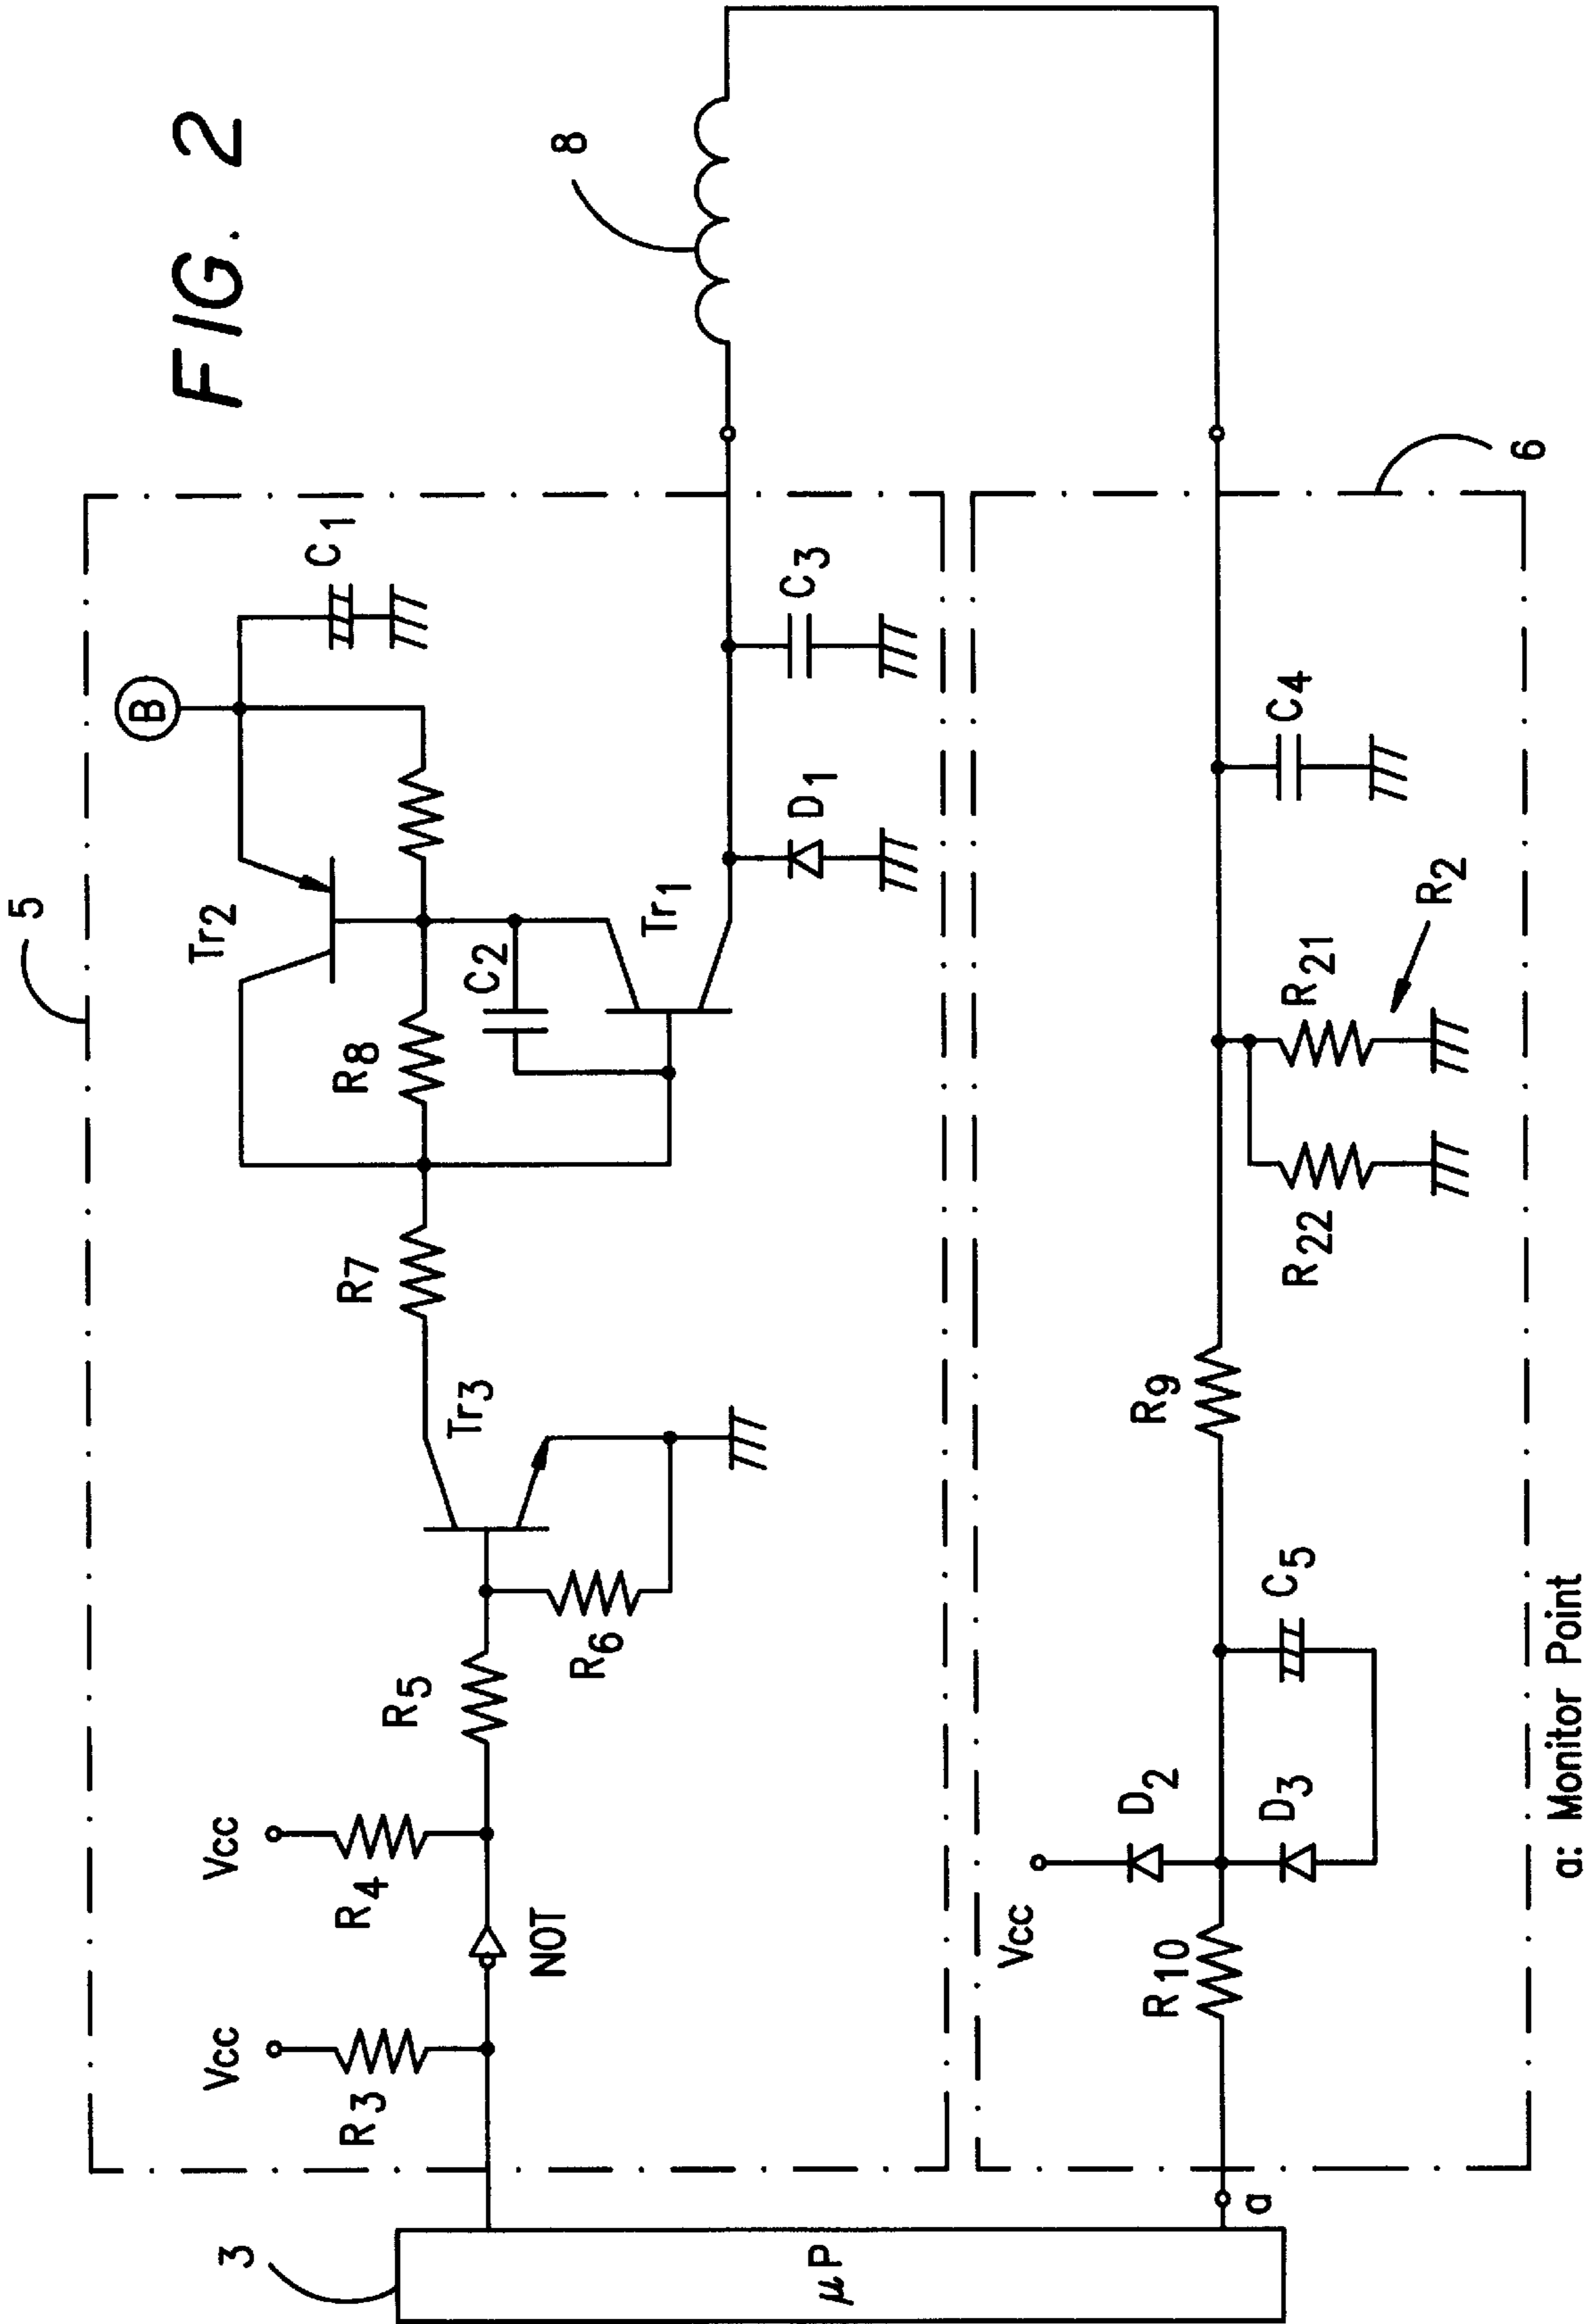 FIG. 2
5
B
C1
Tr2
R8
C2
Tr1
D1
C3
8
R7
Tr3
Vcc
R4
Vcc
R3
NOT
R5
R6
3
μP
a
Vcc
R10
D2
D3
C5
R9
R22
R21
R2
C4
6
a: Monitor Point